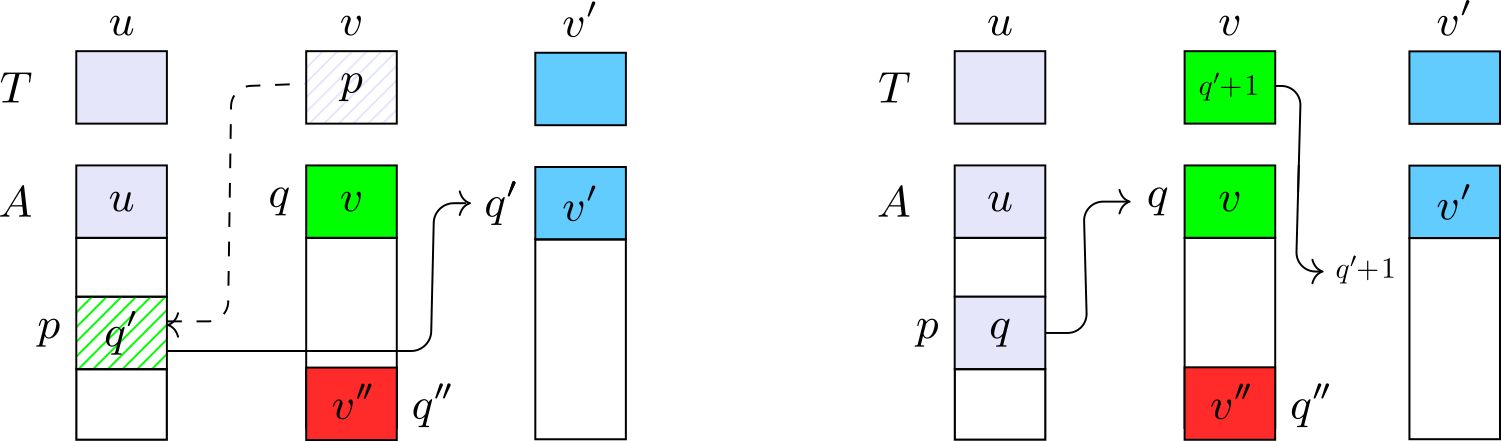 u v v′ u v v′
T p T q′+1
A u q v q′ v′ A u q v v′
q′+1
p q′ p q
v″ q″ v″ q″